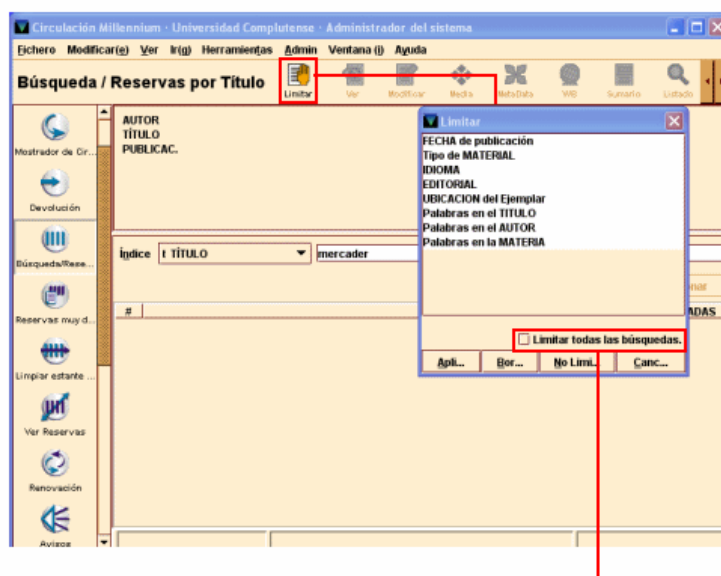 Circulación Millennium · Universidad Complutense · Administrador del sistema
Fichero Modificar(e) Ver Ir(g) Herramientas Admin Ventana (j) Ayuda
Búsqueda / Reservas por Título
Limitar Ver Modificar Media MetaData WB Sumario Listado
Mostrador de Cir...
Devolución
Búsqueda/Rese...
Reservas muy d...
Limpiar estante ...
Ver Reservas
Renovación
Avisos
AUTOR
TÍTULO
PUBLICAC.
Índice t TÍTULO mercader
onar
# ADAS
Limitar
FECHA de publicación
Tipo de MATERIAL
IDIOMA
EDITORIAL
UBICACION del Ejemplar
Palabras en el TITULO
Palabras en el AUTOR
Palabras en la MATERIA
Limitar todas las búsquedas.
Apli... Bor... No Limi... Canc...